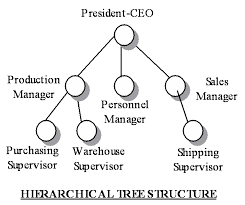 President-CEO
Production
Manager
Personnel
Manager
Sales
Manager
Purchasing
Supervisor
Warehouse
Supervisor
Shipping
Supervisor
HIERARCHICAL TREE STRUCTURE